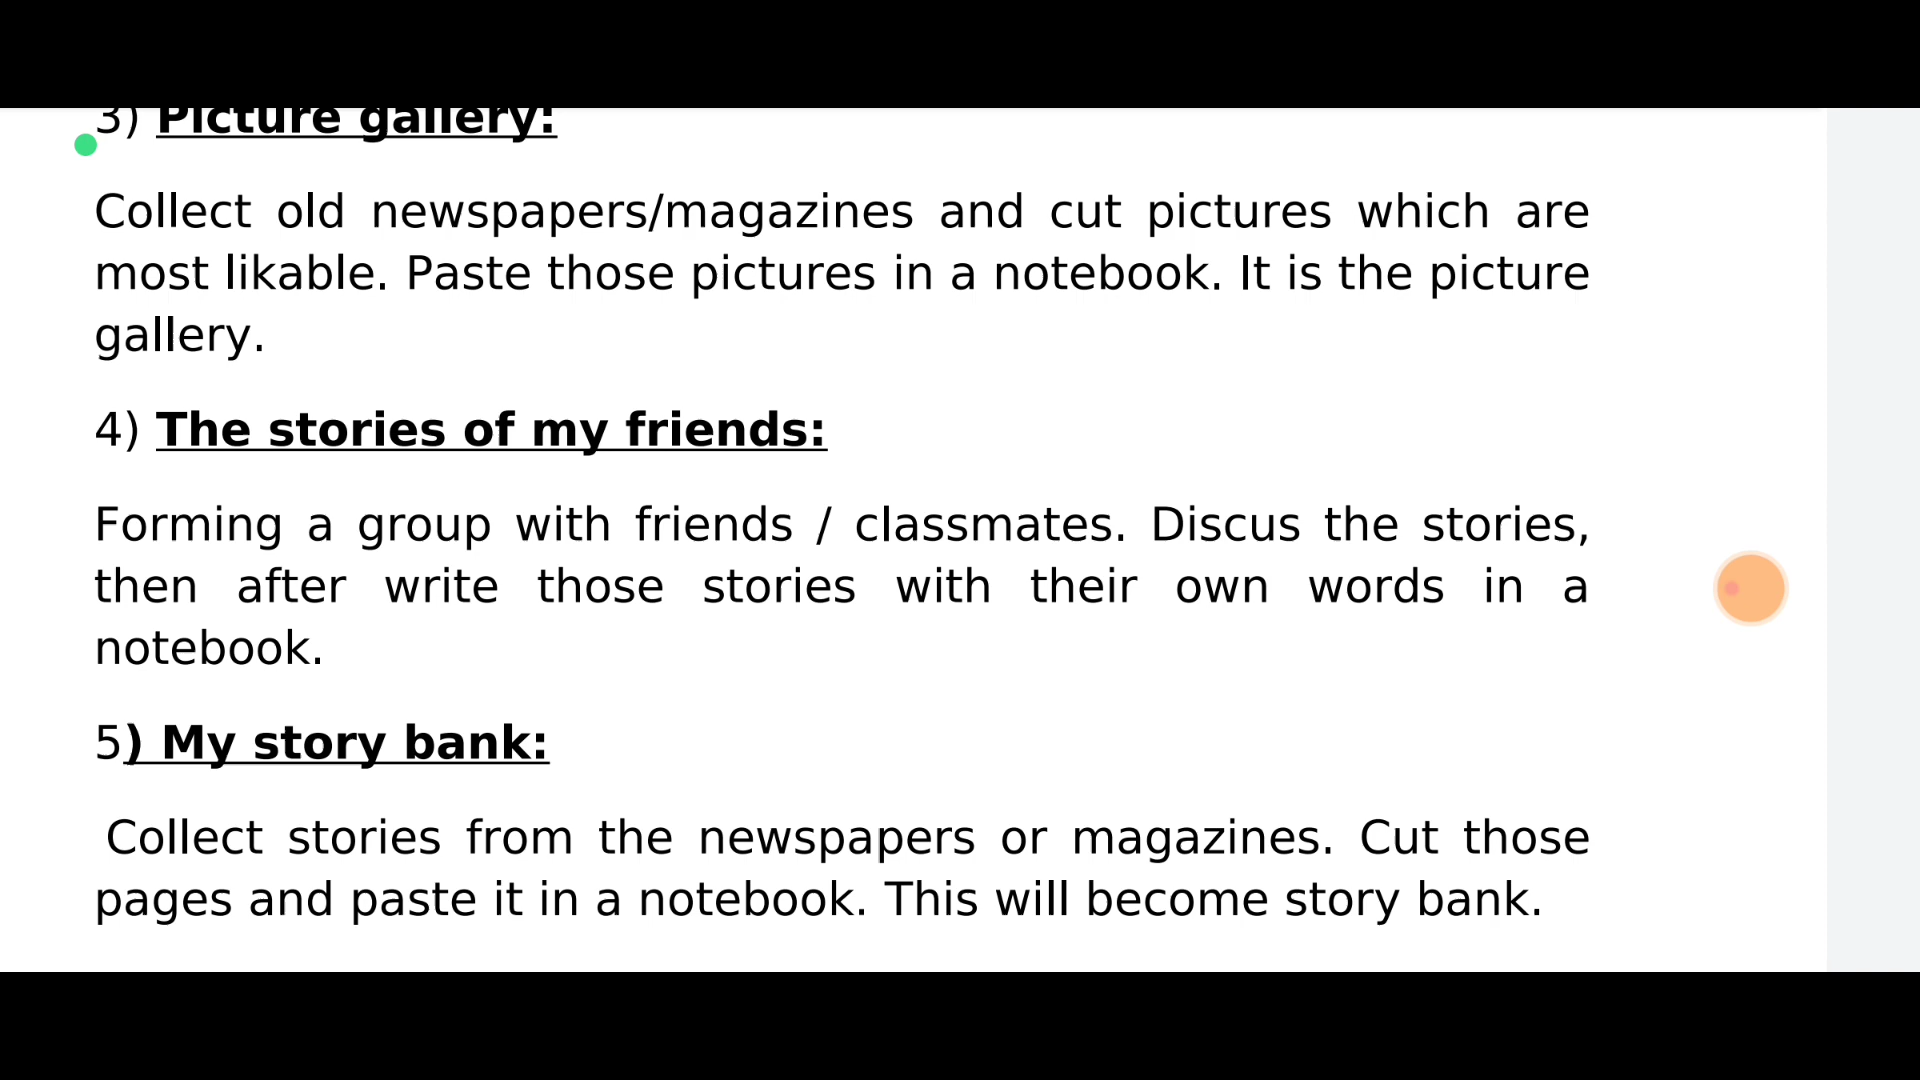 3) Picture gallery:
Collect old newspapers/magazines and cut pictures which are
most likable. Paste those pictures in a notebook. It is the picture
gallery.
4) The stories of my friends:
Forming a group with friends / classmates. Discus the stories,
then after write those stories with their own words in a
notebook.
5) My story bank:
Collect stories from the newspapers or magazines. Cut those
pages and paste it in a notebook. This will become story bank.